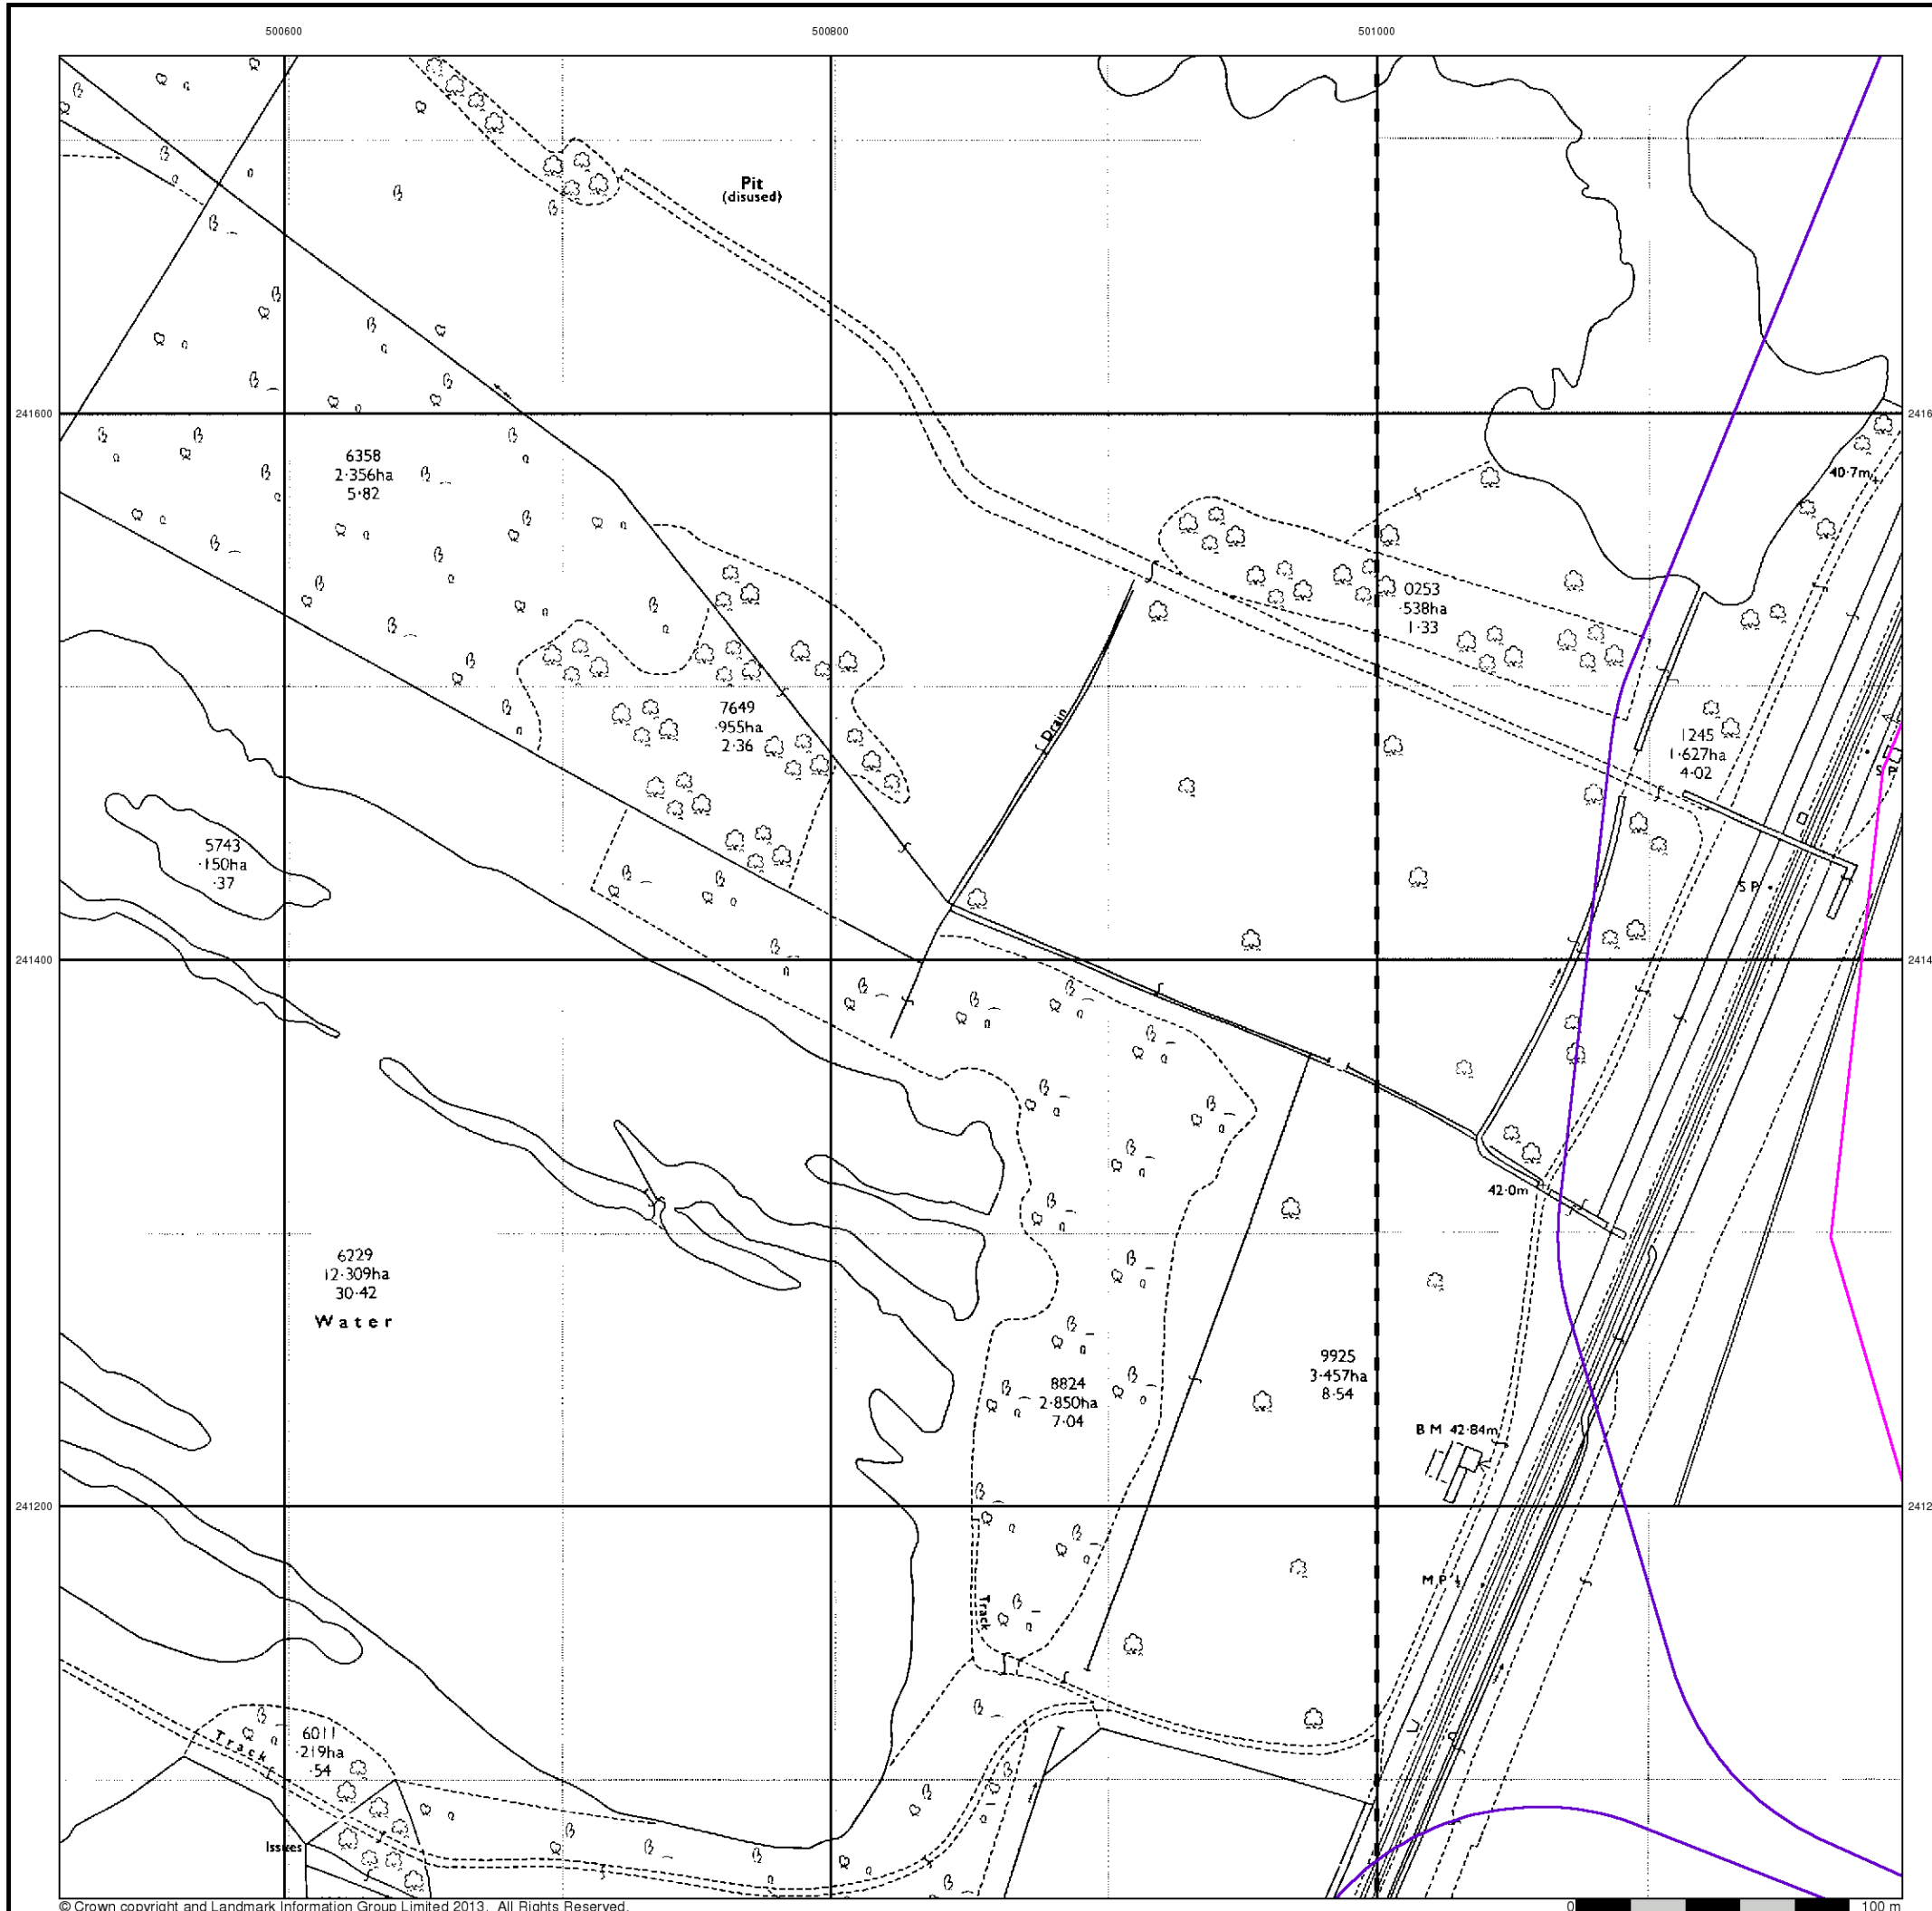 500600 500800 501000
Pit
(disused)
241600
2416
6358
2·356ha
5·82
40·7m
0253
·538ha
1·33
7649
·955ha
2·36
Drain
1245
1·627ha
4·02
S P
5743
·150ha
·37
S P
241400
2414
42·0m
6229
12·309ha
30·42
Water
9925
3·457ha
8·54
8824
2·850ha
7·04
B M 42·84m
241200
2412
M P
Track
6011
·219ha
·54
Track
Issues
© Crown copyright and Landmark Information Group Limited 2013. All Rights Reserved.
0 100 m